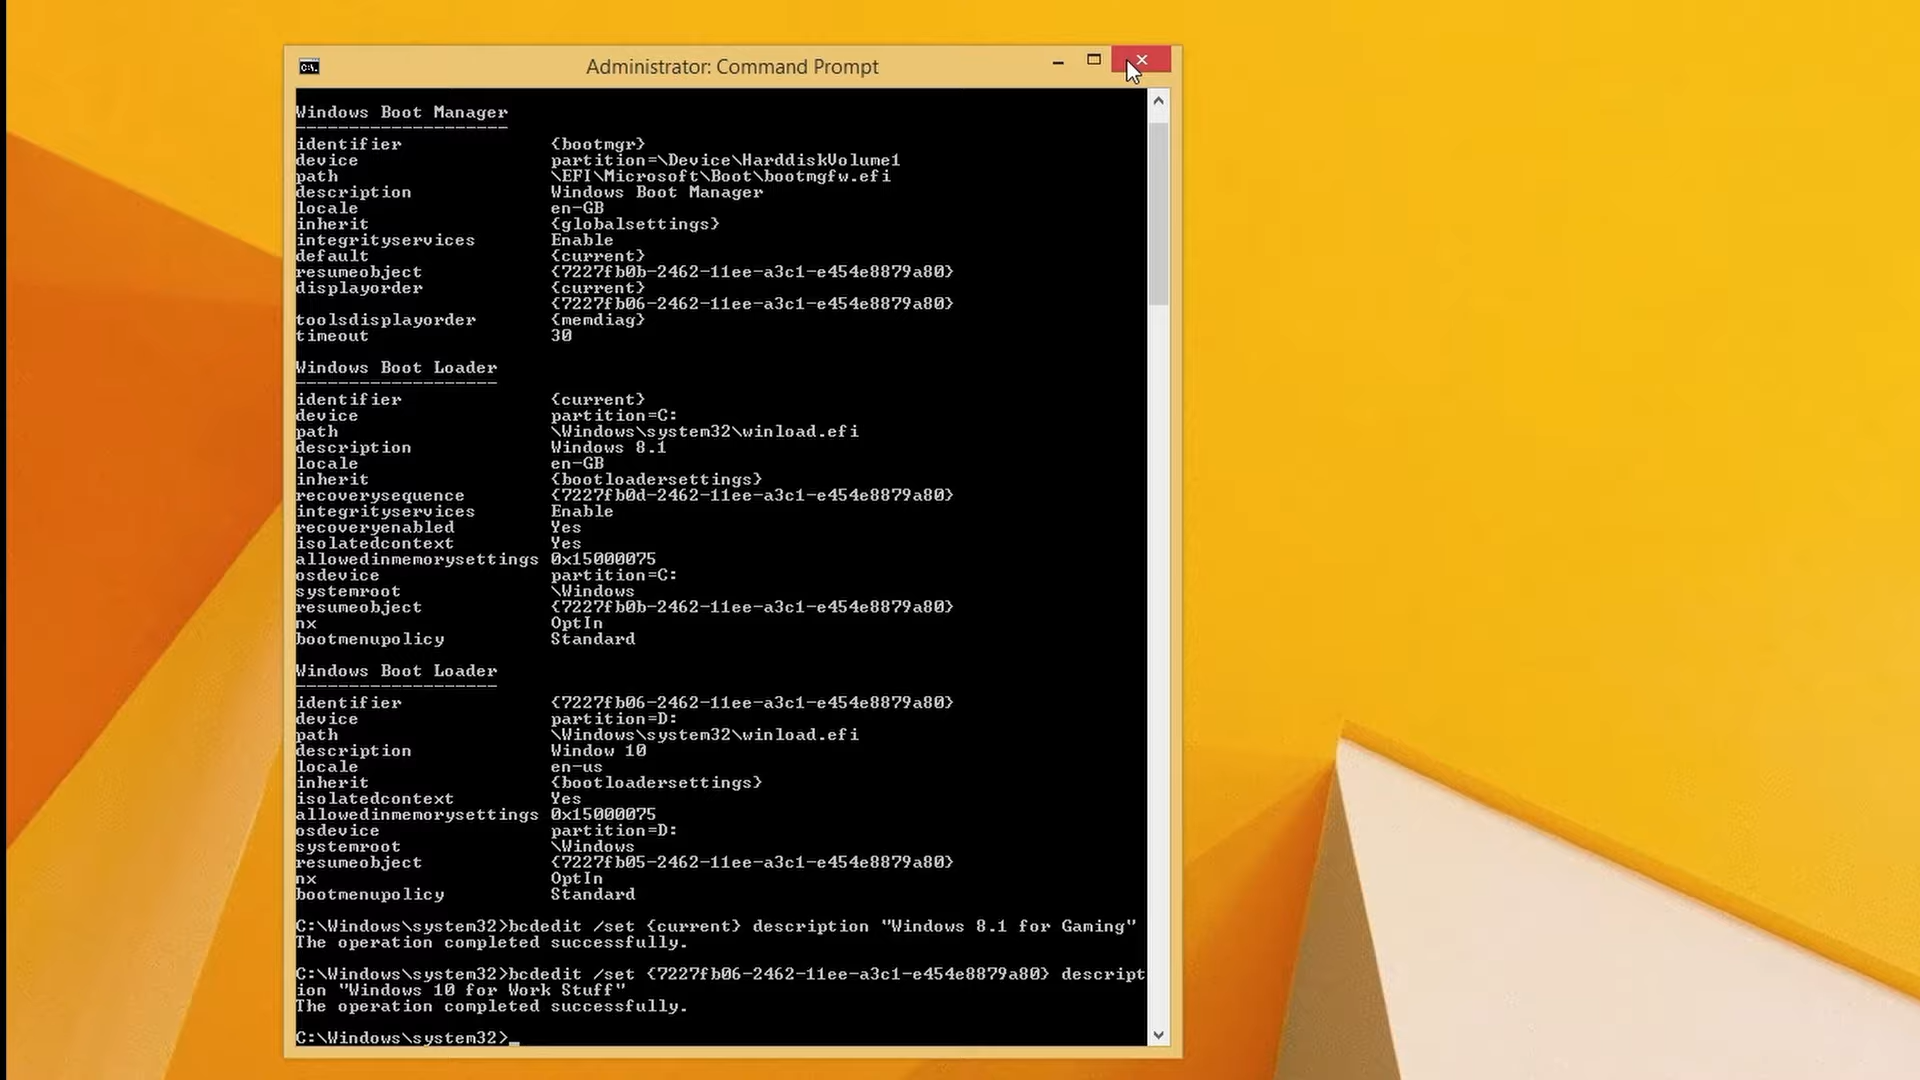 Administrator: Command Prompt
Windows Boot Manager
--------------------
identifier {bootmgr}
device partition=\Device\HarddiskVolume1
path \EFI\Microsoft\Boot\bootmgfw.efi
description Windows Boot Manager
locale en-GB
inherit {globalsettings}
integrityservices Enable
default {current}
resumeobject {7227fb0b-2462-11ee-a3c1-e454e8879a80}
displayorder {current}
{7227fb06-2462-11ee-a3c1-e454e8879a80}
toolsdisplayorder {memdiag}
timeout 30
Windows Boot Loader
-------------------
identifier {current}
device partition=C:
path \Windows\system32\winload.efi
description Windows 8.1
locale en-GB
inherit {bootloadersettings}
recoverysequence {7227fb0d-2462-11ee-a3c1-e454e8879a80}
integrityservices Enable
recoveryenabled Yes
isolatedcontext Yes
allowedinmemorysettings 0x15000075
osdevice partition=C:
systemroot \Windows
resumeobject {7227fb0b-2462-11ee-a3c1-e454e8879a80}
nx OptIn
bootmenupolicy Standard
Windows Boot Loader
-------------------
identifier {7227fb06-2462-11ee-a3c1-e454e8879a80}
device partition=D:
path \Windows\system32\winload.efi
description Window 10
locale en-us
inherit {bootloadersettings}
isolatedcontext Yes
allowedinmemorysettings 0x15000075
osdevice partition=D:
systemroot \Windows
resumeobject {7227fb05-2462-11ee-a3c1-e454e8879a80}
nx OptIn
bootmenupolicy Standard
C:\Windows\system32>bcdedit /set {current} description "Windows 8.1 for Gaming"
The operation completed successfully.
C:\Windows\system32>bcdedit /set {7227fb06-2462-11ee-a3c1-e454e8879a80} descript
ion "Windows 10 for Work Stuff"
The operation completed successfully.
C:\Windows\system32>_